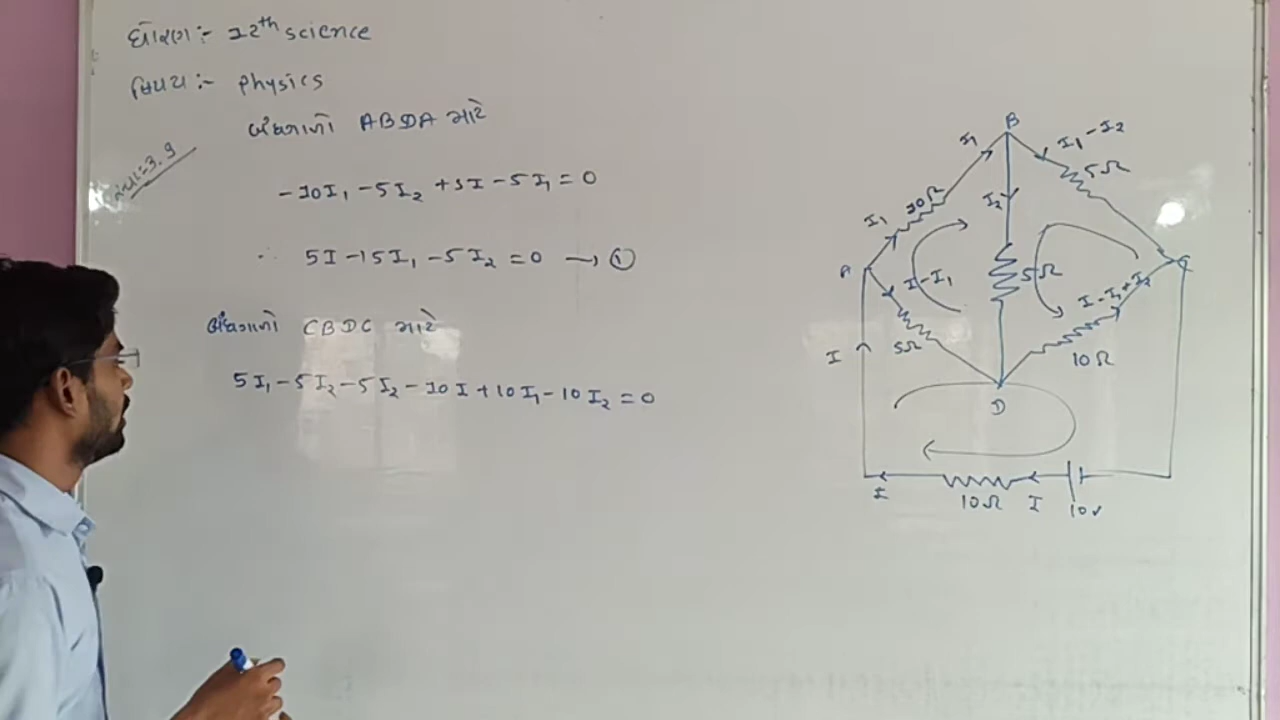 ધોરણ :- 12th science
વિષય :- Physics
બંધગાળો ABDA માટે
-10I₁ -5I₂ +5I -5I₁ = 0
∴ 5I -15I₁ -5I₂ = 0 → ①
બંધગાળો CBDC માટે
5I₁ -5I₂ -5I₂ -10I +10I₁ -10I₂ = 0
3.9
B
I₁
I₁-I₂
5Ω
I₁
10Ω
I₂
A
I-I₁
5Ω
I-I₁+I₂
C
I
5Ω
10Ω
D
I
10Ω
I
10V